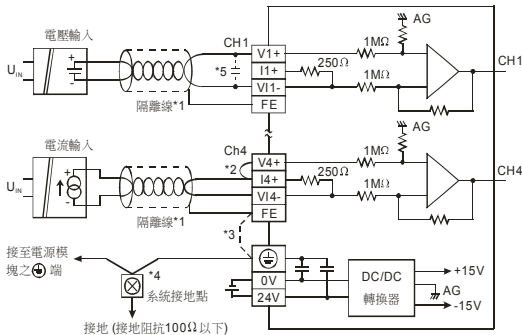 電壓輸入
CH1
AG
V1+
1MΩ
I1+
250Ω
CH1
UIN
+
-
*5
VI1-
1MΩ
隔離線*1
FE
電流輸入
Ch4
AG
*2
V4+
1MΩ
I4+
250Ω
CH4
UIN
+
-
VI4-
1MΩ
隔離線*1
FE
*3
接至電源模
塊之 端
*4
系統接地點
0V
24V
DC/DC
轉換器
+15V
AG
-15V
接地 (接地阻抗100Ω以下)